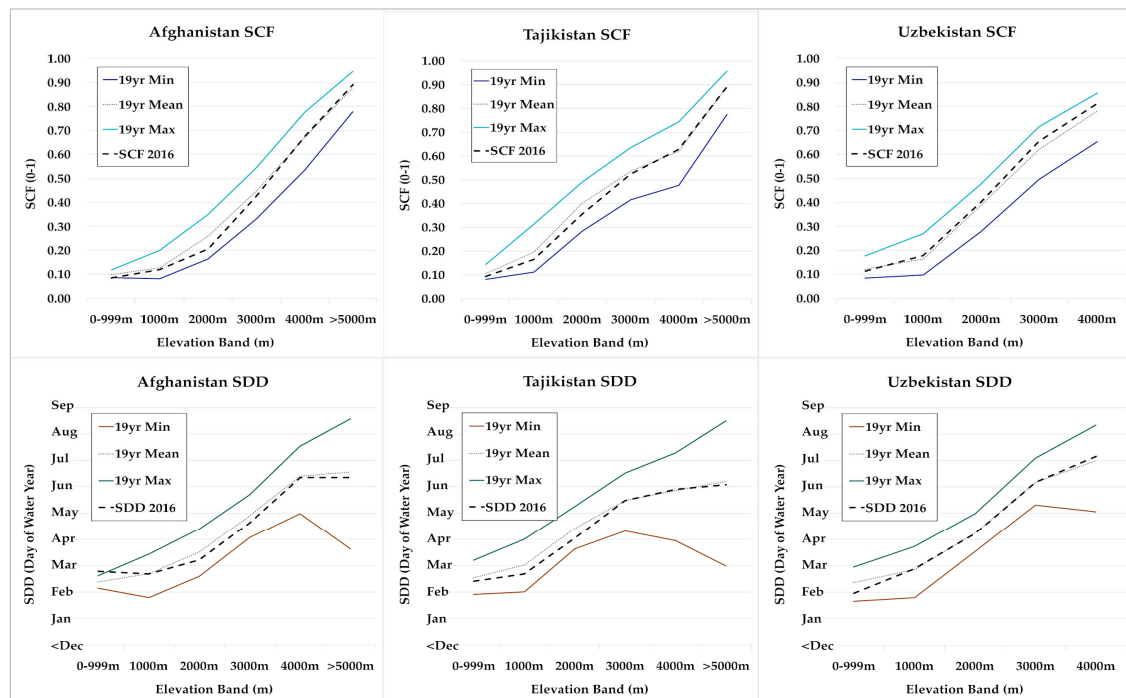 Afghanistan SCF
1.00
0.90
0.80
0.70
0.60
0.50
0.40
0.30
0.20
0.10
0.00
SCF (0-1)
19yr Min
19yr Mean
19yr Max
SCF 2016
0-999m 1000m 2000m 3000m 4000m >5000m
Elevation Band (m)
Tajikistan SCF
1.00
0.90
0.80
0.70
0.60
0.50
0.40
0.30
0.20
0.10
0.00
SCF (0-1)
19yr Min
19yr Mean
19yr Max
SCF 2016
0-999m 1000m 2000m 3000m 4000m >5000m
Elevation Band (m)
Uzbekistan SCF
1.00
0.90
0.80
0.70
0.60
0.50
0.40
0.30
0.20
0.10
0.00
SCF (0-1)
19yr Min
19yr Mean
19yr Max
SCF 2016
0-999m 1000m 2000m 3000m 4000m
Elevation Band (m)
Afghanistan SDD
Sep
Aug
Jul
Jun
May
Apr
Mar
Feb
Jan
<Dec
SDD (Day of Water Year)
19yr Min
19yr Mean
19yr Max
SDD 2016
0-999m 1000m 2000m 3000m 4000m >5000m
Elevation Band (m)
Tajikistan SDD
Sep
Aug
Jul
Jun
May
Apr
Mar
Feb
Jan
<Dec
SDD (Day of Water Year)
19yr Min
19yr Mean
19yr Max
SDD 2016
0-999m 1000m 2000m 3000m 4000m >5000m
Elevation Band (m)
Uzbekistan SDD
Sep
Aug
Jul
Jun
May
Apr
Mar
Feb
Jan
<Dec
SDD (Day of Water Year)
19yr Min
19yr Mean
19yr Max
SDD 2016
0-999m 1000m 2000m 3000m 4000m
Elevation Band (m)